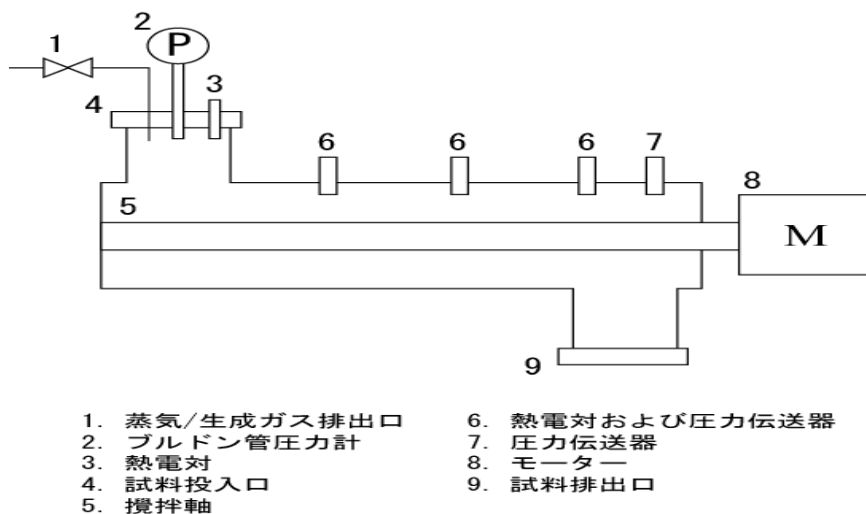 2
P
1
3
4
6
6
6
7
8
5
M
9
1. 蒸気/生成ガス排出口
2. ブルドン管圧力計
3. 熱電対
4. 試料投入口
5. 攪拌軸
6. 熱電対および圧力伝送器
7. 圧力伝送器
8. モーター
9. 試料排出口